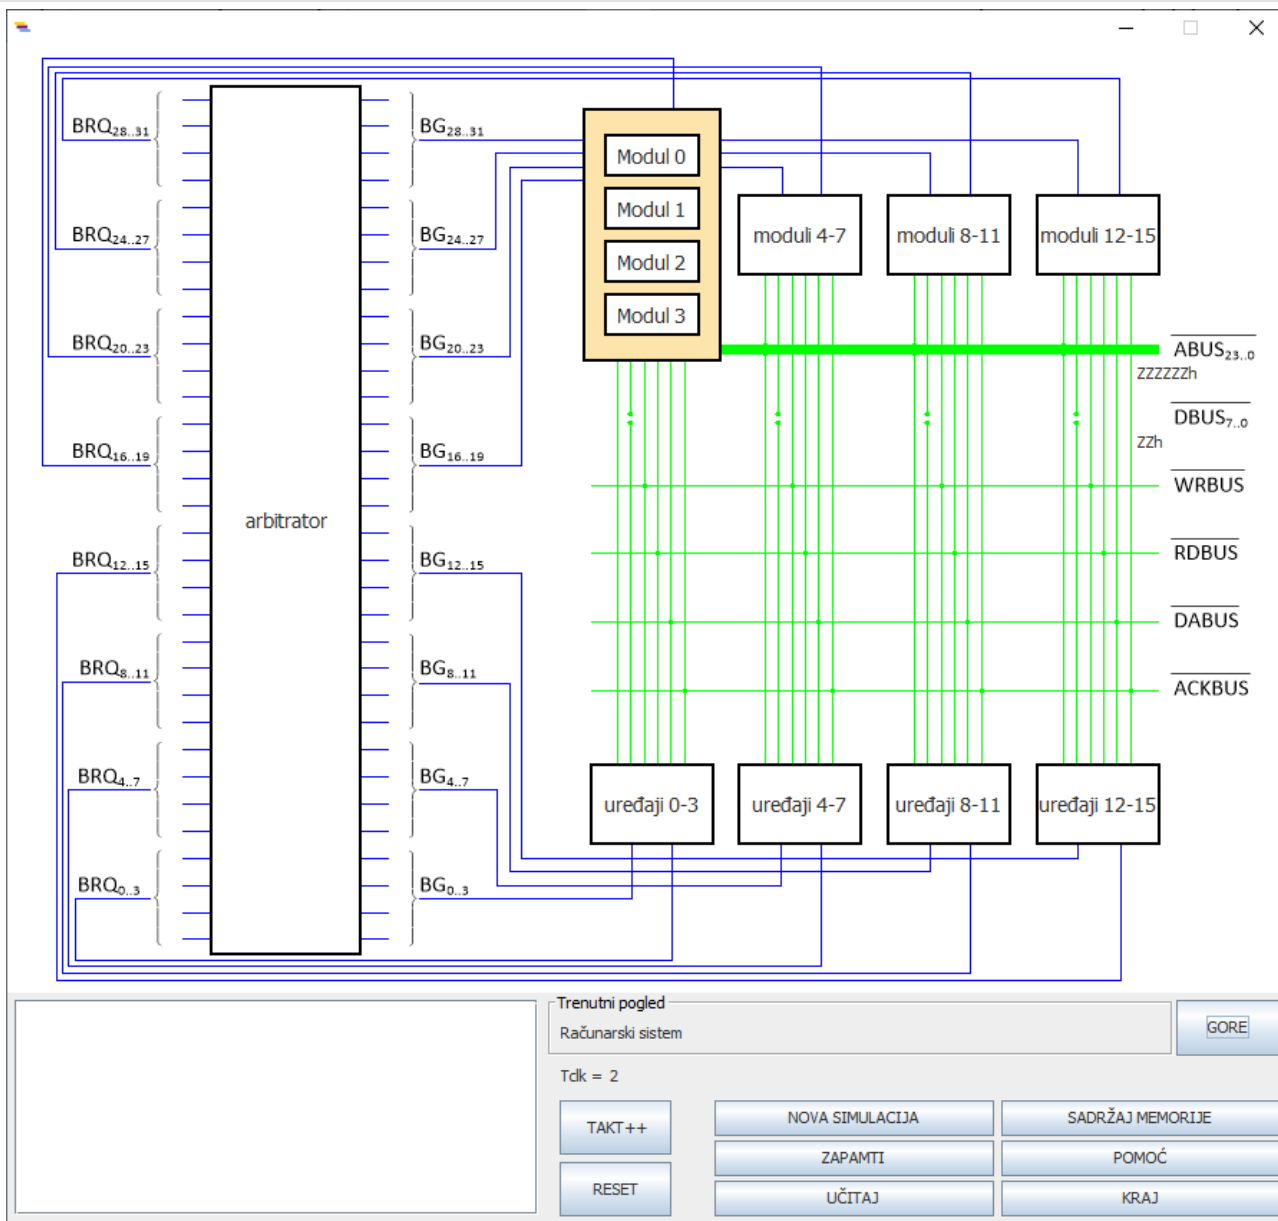 BRQ28..31
BG28..31
Modul 0
Modul 1
Modul 2
Modul 3
moduli 4-7
moduli 8-11
moduli 12-15
BRQ24..27
BG24..27
BRQ20..23
BG20..23
ABUS23..0
ZZZZZZh
DBUS7..0
ZZh
BRQ16..19
BG16..19
WRBUS
arbitrator
BRQ12..15
BG12..15
RDBUS
DABUS
BRQ8..11
BG8..11
ACKBUS
BRQ4..7
BG4..7
uređaji 0-3
uređaji 4-7
uređaji 8-11
uređaji 12-15
BRQ0..3
BG0..3
Trenutni pogled
Računarski sistem
GORE
Tclk = 2
TAKT++
NOVA SIMULACIJA
SADRŽAJ MEMORIJE
ZAPAMTI
POMOĆ
RESET
UČITAJ
KRAJ